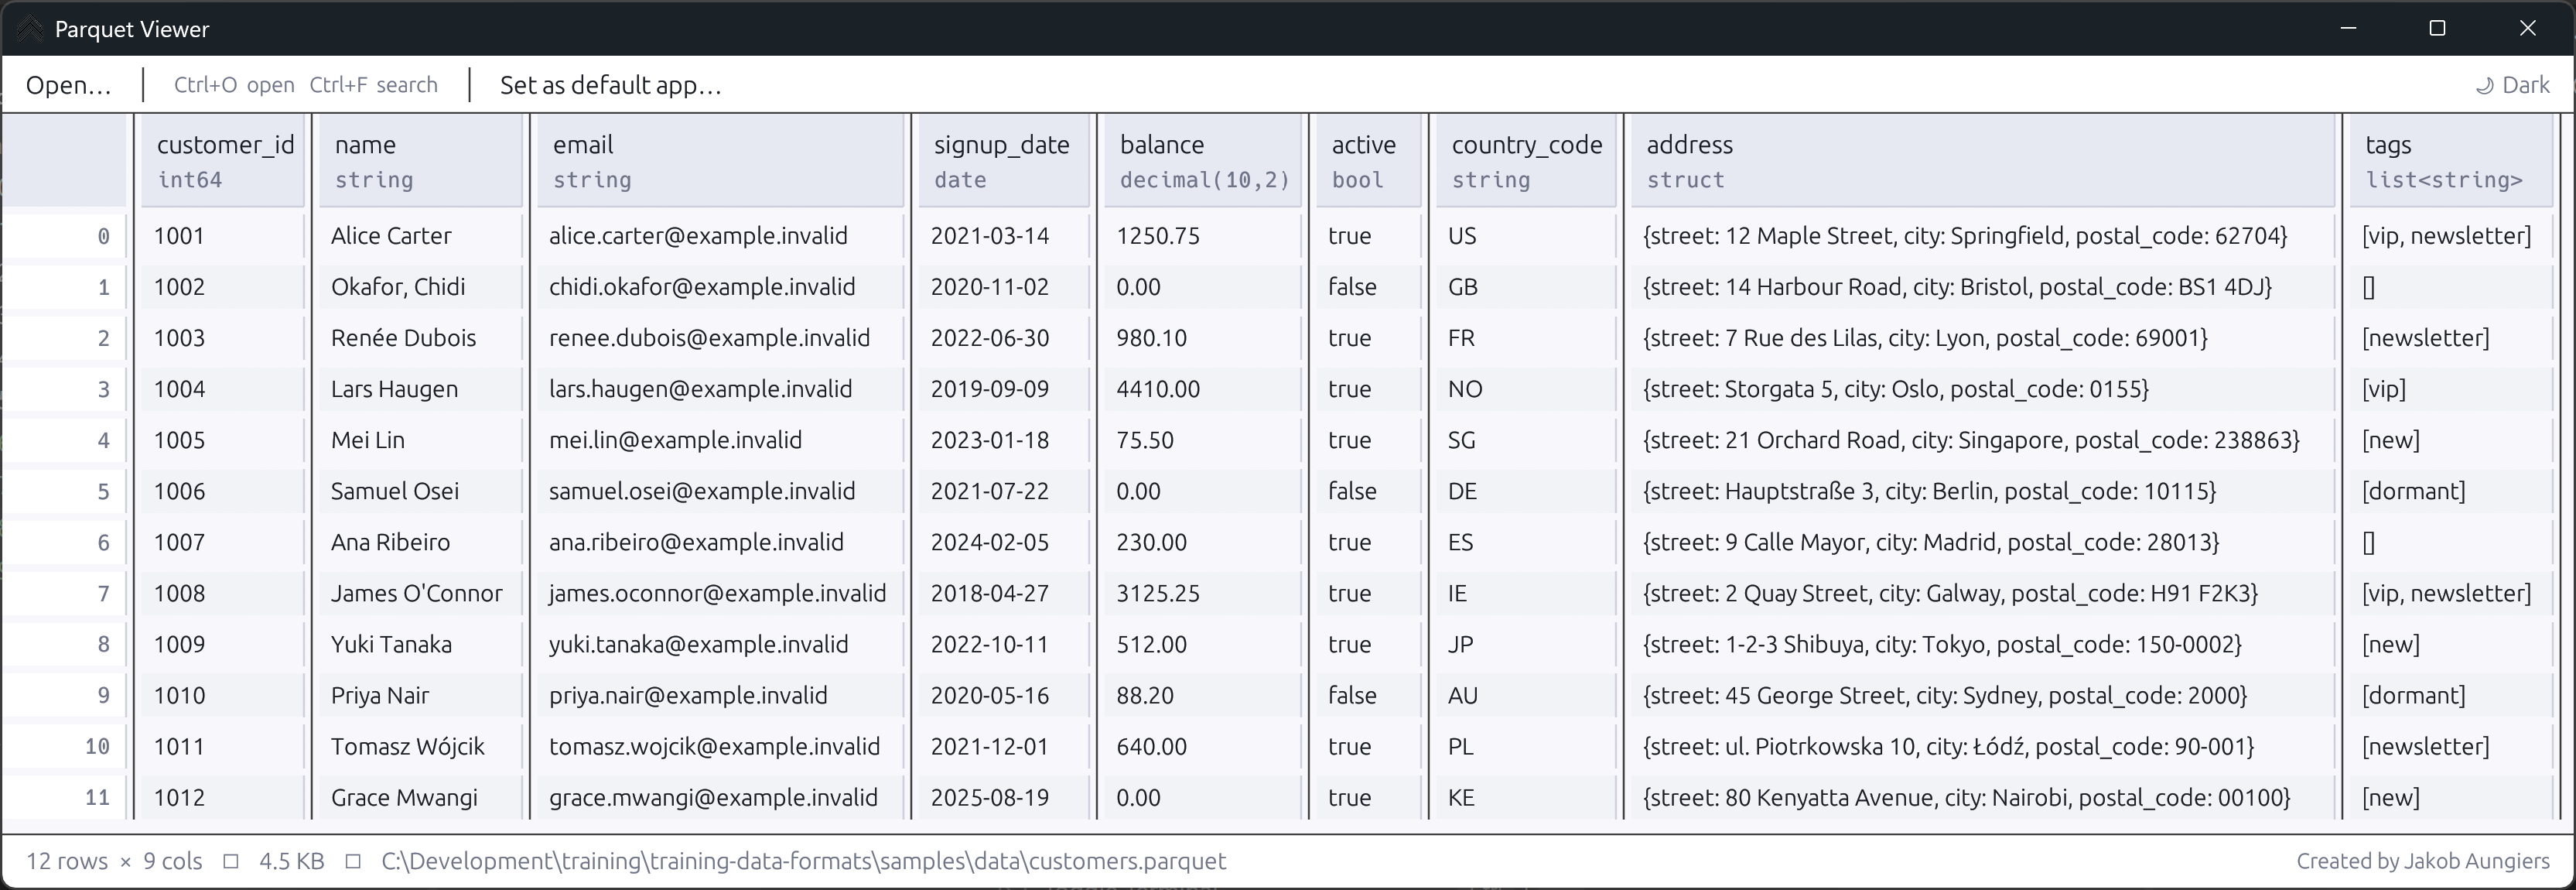 Parquet Viewer
Open... Ctrl+O open Ctrl+F search Set as default app... Dark
customer_id name email signup_date balance active country_code address tags
int64 string string date decimal(10,2) bool string struct list<string>
0 1001 Alice Carter alice.carter@example.invalid 2021-03-14 1250.75 true US {street: 12 Maple Street, city: Springfield, postal_code: 62704} [vip, newsletter]
1 1002 Okafor, Chidi chidi.okafor@example.invalid 2020-11-02 0.00 false GB {street: 14 Harbour Road, city: Bristol, postal_code: BS1 4DJ} []
2 1003 Renée Dubois renee.dubois@example.invalid 2022-06-30 980.10 true FR {street: 7 Rue des Lilas, city: Lyon, postal_code: 69001} [newsletter]
3 1004 Lars Haugen lars.haugen@example.invalid 2019-09-09 4410.00 true NO {street: Storgata 5, city: Oslo, postal_code: 0155} [vip]
4 1005 Mei Lin mei.lin@example.invalid 2023-01-18 75.50 true SG {street: 21 Orchard Road, city: Singapore, postal_code: 238863} [new]
5 1006 Samuel Osei samuel.osei@example.invalid 2021-07-22 0.00 false DE {street: Hauptstraße 3, city: Berlin, postal_code: 10115} [dormant]
6 1007 Ana Ribeiro ana.ribeiro@example.invalid 2024-02-05 230.00 true ES {street: 9 Calle Mayor, city: Madrid, postal_code: 28013} []
7 1008 James O'Connor james.oconnor@example.invalid 2018-04-27 3125.25 true IE {street: 2 Quay Street, city: Galway, postal_code: H91 F2K3} [vip, newsletter]
8 1009 Yuki Tanaka yuki.tanaka@example.invalid 2022-10-11 512.00 true JP {street: 1-2-3 Shibuya, city: Tokyo, postal_code: 150-0002} [new]
9 1010 Priya Nair priya.nair@example.invalid 2020-05-16 88.20 false AU {street: 45 George Street, city: Sydney, postal_code: 2000} [dormant]
10 1011 Tomasz Wójcik tomasz.wojcik@example.invalid 2021-12-01 640.00 true PL {street: ul. Piotrkowska 10, city: Łódź, postal_code: 90-001} [newsletter]
11 1012 Grace Mwangi grace.mwangi@example.invalid 2025-08-19 0.00 true KE {street: 80 Kenyatta Avenue, city: Nairobi, postal_code: 00100} [new]
12 rows × 9 cols □ 4.5 KB □ C:\Development\training\training-data-formats\samples\data\customers.parquet Created by Jakob Aungiers